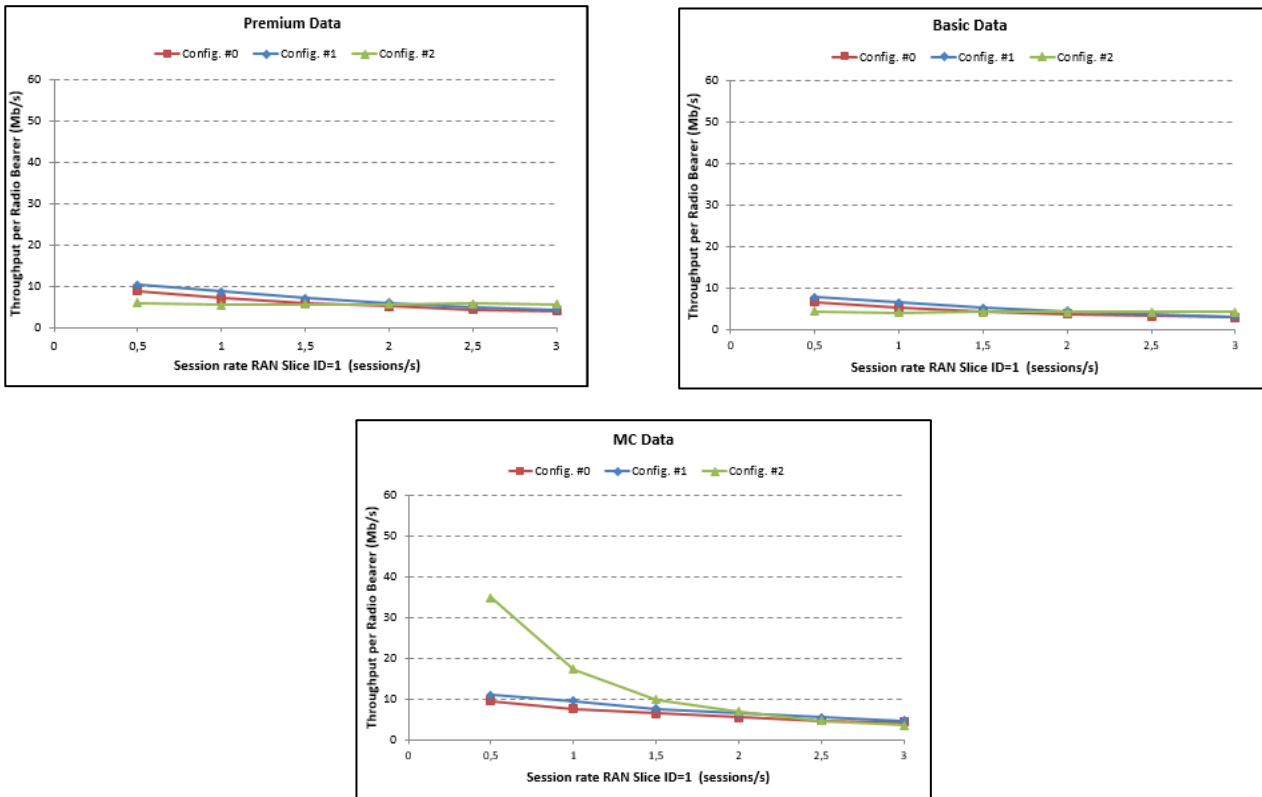 Premium Data
Config. #0 Config. #1 Config. #2
Throughput per Radio Bearer (Mb/s)
60
50
40
30
20
10
0
0 0,5 1 1,5 2 2,5 3
Session rate RAN Slice ID=1 (sessions/s)
Basic Data
Config. #0 Config. #1 Config. #2
Throughput per Radio Bearer (Mb/s)
60
50
40
30
20
10
0
0 0,5 1 1,5 2 2,5 3
Session rate RAN Slice ID=1 (sessions/s)
MC Data
Config. #0 Config. #1 Config. #2
Throughput per Radio Bearer (Mb/s)
60
50
40
30
20
10
0
0 0,5 1 1,5 2 2,5 3
Session rate RAN Slice ID=1 (sessions/s)